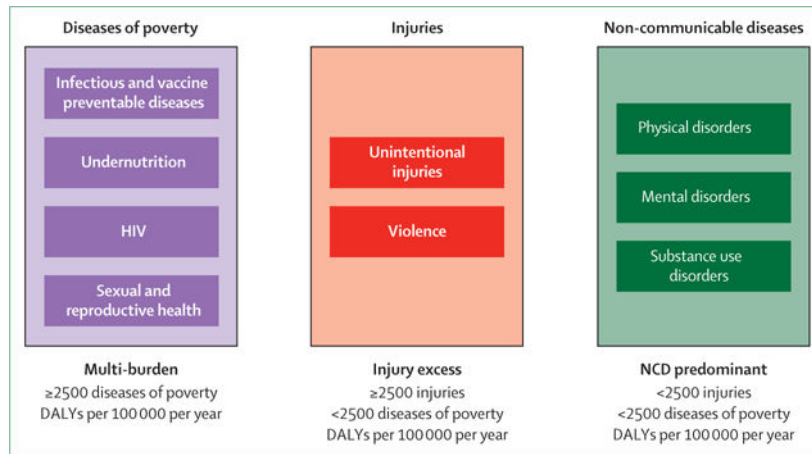 Diseases of poverty
Infectious and vaccine
preventable diseases
Undernutrition
HIV
Sexual and
reproductive health
Multi-burden
≥2500 diseases of poverty
DALYs per 100 000 per year
Injuries
Unintentional
injuries
Violence
Injury excess
≥2500 injuries
<2500 diseases of poverty
DALYs per 100 000 per year
Non-communicable diseases
Physical disorders
Mental disorders
Substance use
disorders
NCD predominant
<2500 injuries
<2500 diseases of poverty
DALYs per 100 000 per year